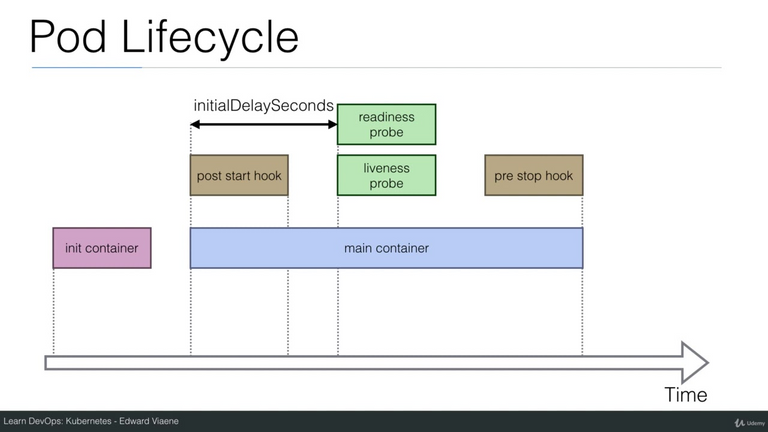 Pod Lifecycle
initialDelaySeconds
readiness
probe
post start hook
liveness
probe
pre stop hook
init container
main container
Time
Learn DevOps: Kubernetes - Edward Viaene
Udemy